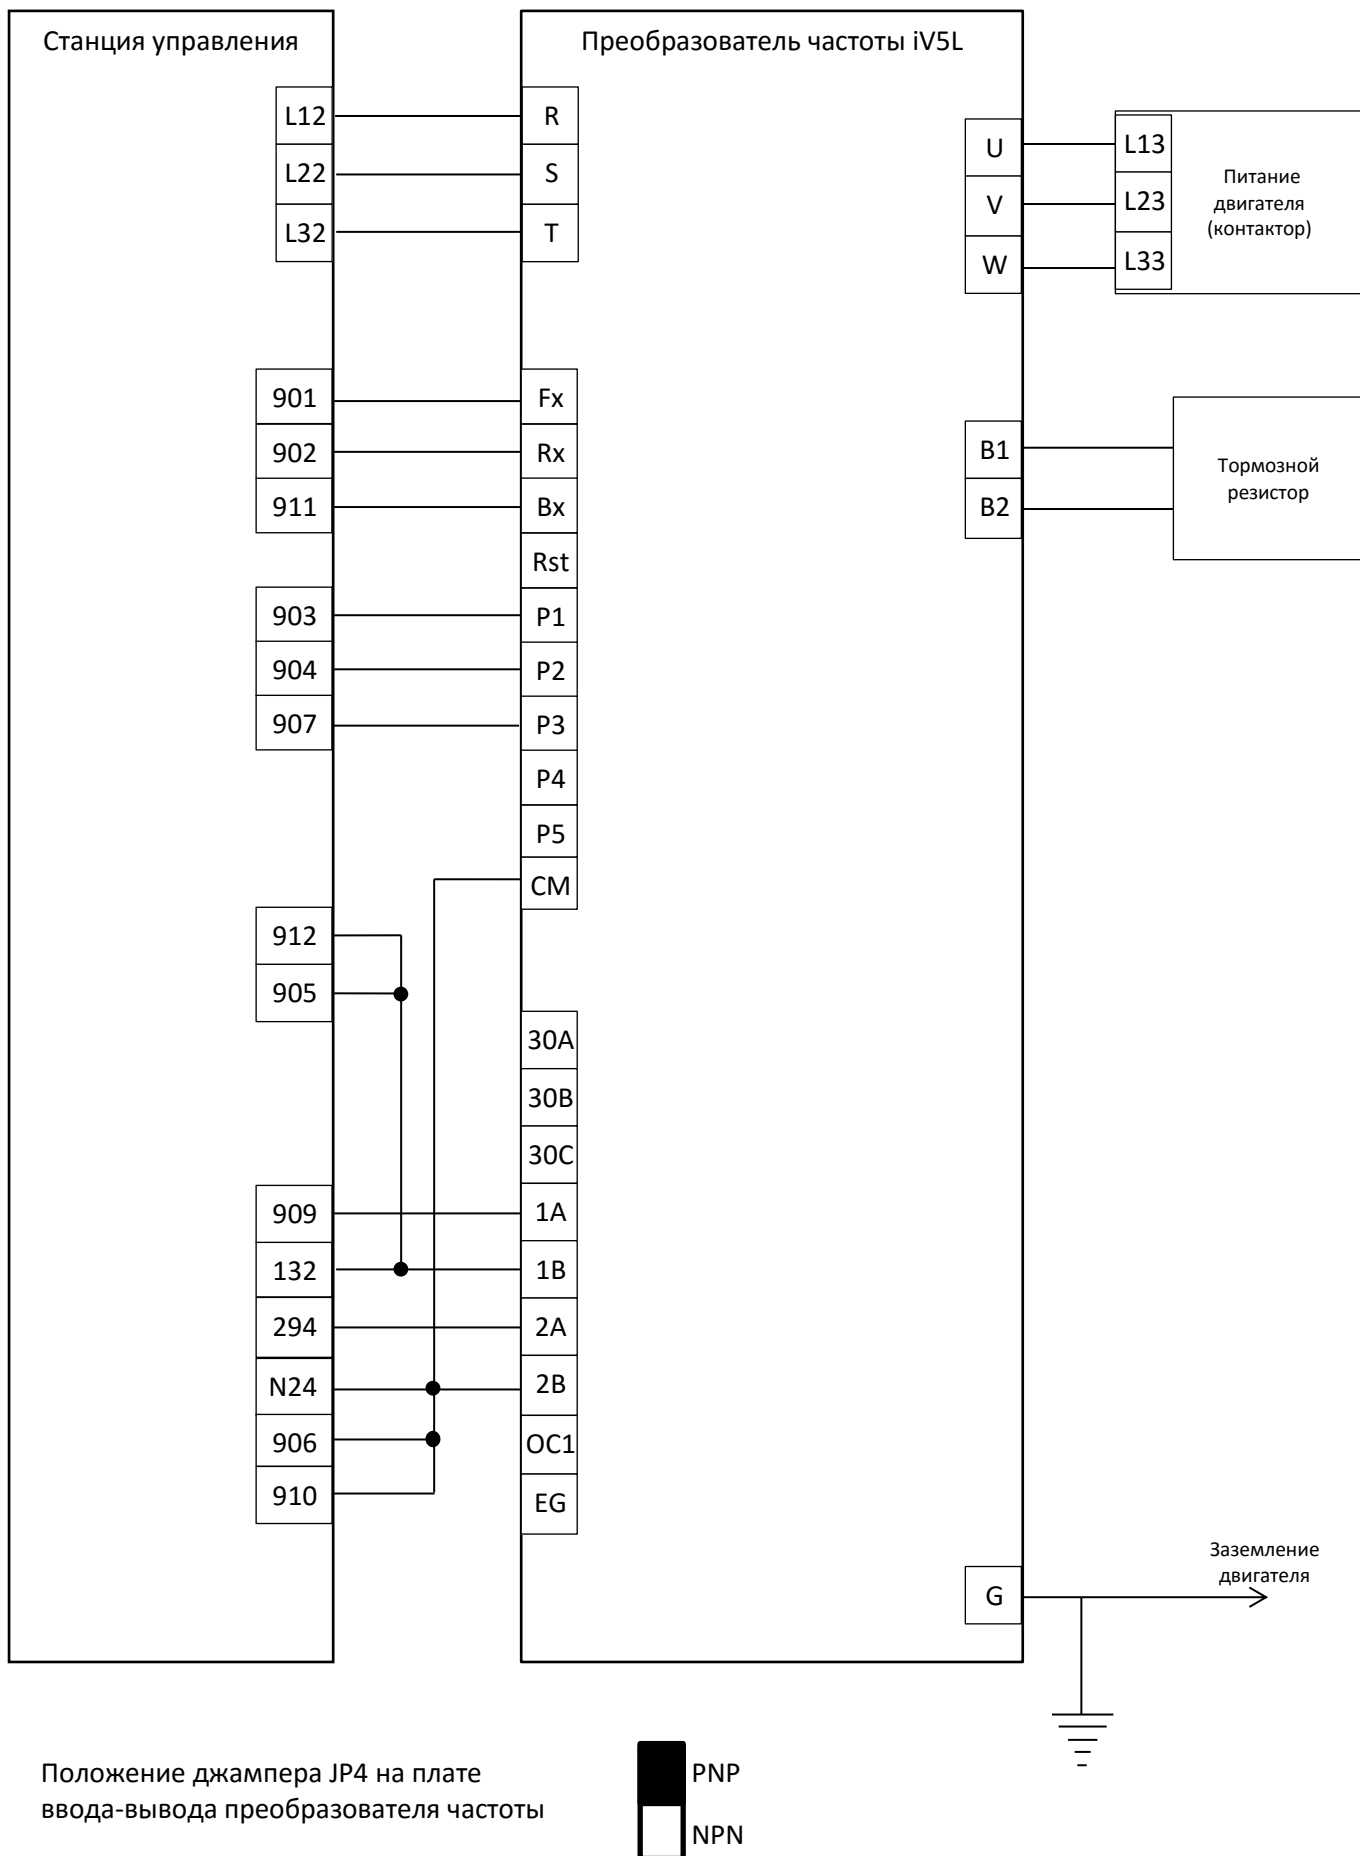 Станция управления
Преобразователь частоты iV5L
L12
L22
L32
R
S
T
U
V
W
L13
L23
L33
Питание
двигателя
(контактор)
901
902
911
903
904
907
912
905
909
132
294
N24
906
910
Fx
Rx
Bx
Rst
P1
P2
P3
P4
P5
CM
30A
30B
30C
1A
1B
2A
2B
OC1
EG
B1
B2
Тормозной
резистор
G
Заземление
двигателя
Положение джампера JP4 на плате
ввода-вывода преобразователя частоты
PNP
NPN